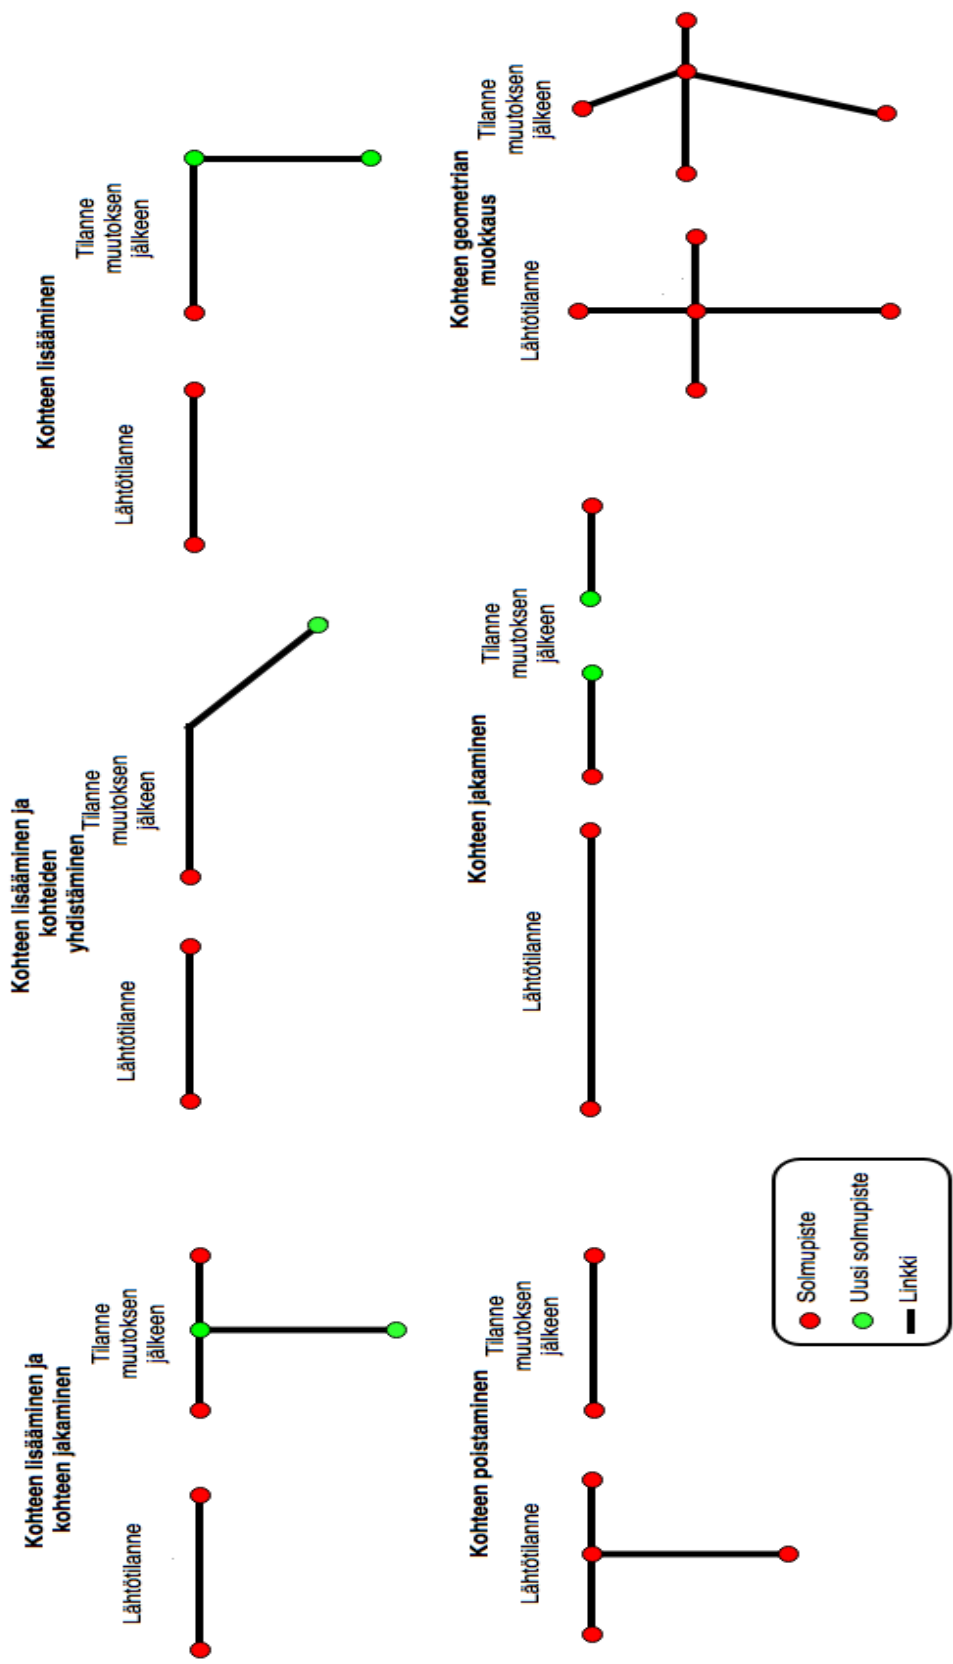 Kohteen lisääminen ja
kohteen jakaminen
Lähtötilanne
Tilanne
muutoksen
jälkeen
Kohteen lisääminen ja
kohteiden
yhdistäminen
Lähtötilanne
Tilanne
muutoksen
jälkeen
Kohteen lisääminen
Lähtötilanne
Tilanne
muutoksen
jälkeen
Kohteen poistaminen
Lähtötilanne
Tilanne
muutoksen
jälkeen
Kohteen jakaminen
Lähtötilanne
Tilanne
muutoksen
jälkeen
Kohteen geometrian
muokkaus
Lähtötilanne
Tilanne
muutoksen
jälkeen
Solmupiste
Uusi solmupiste
Linkki